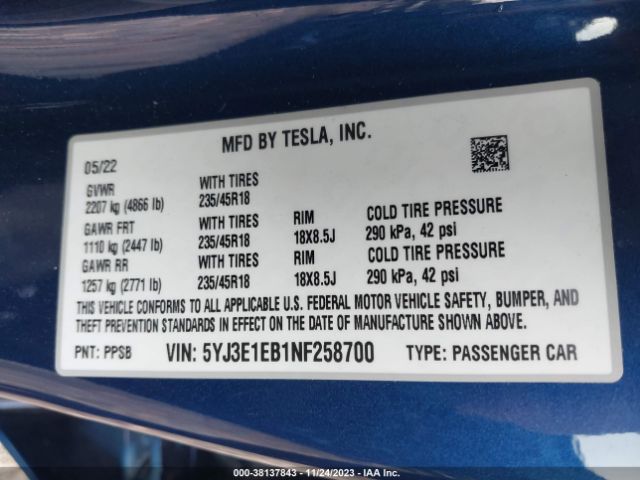 MFD BY TESLA, INC.
05/22
GVWR WITH TIRES
2207 kg (4866 lb) 235/45R18
GAWR FRT WITH TIRES RIM COLD TIRE PRESSURE
1110 kg (2447 lb) 235/45R18 18X8.5J 290 kPa, 42 psi
GAWR RR WITH TIRES RIM COLD TIRE PRESSURE
1257 kg (2771 lb) 235/45R18 18X8.5J 290 kPa, 42 psi
THIS VEHICLE CONFORMS TO ALL APPLICABLE U.S. FEDERAL MOTOR VEHICLE SAFETY, BUMPER, AND
THEFT PREVENTION STANDARDS IN EFFECT ON THE DATE OF MANUFACTURE SHOWN ABOVE.
PNT: PPSB VIN: 5YJ3E1EB1NF258700 TYPE: PASSENGER CAR
000-38137843 - 11/24/2023 - IAA Inc.